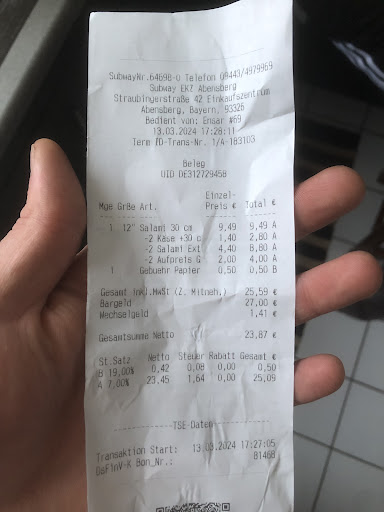 SubwayNr.64698-0 Telefon 09443/4979969
Subway EKZ Abensberg
Straubingerstraße 42 Einkaufszentrum
Abensberg, Bayern, 93326
Bedient von: Ensar #69
13.03.2024 17:28:11
Term ID-Trans-Nr. 1/A-183103
Beleg
UID DE312729458
Mge Größe Art. Einzel-Preis € Total €
1 12" Salami 30 cm 9,49 9,49 A
-2 Käse +30 c 1,40 2,80 A
-2 Salami Ext 4,40 8,80 A
-2 Aufpreis G 2,00 4,00 A
1 Gebuehr Papier 0,50 0,50 B
Gesamt inkl.MwSt (Z. Mitneh.) 25,59 €
Bargeld 27,00 €
Wechselgeld 1,41 €
Gesamtsumme Netto 23,87 €
St.Satz Netto Steuer Rabatt Gesamt €
B 19,00% 0,42 0,08 0,00 0,50
A 7,00% 23,45 1,64 0,00 25,09
TSE-Daten
Transaktion Start: 13.03.2024 17:27:05
DsFinV-K Bon_Nr.: 81468